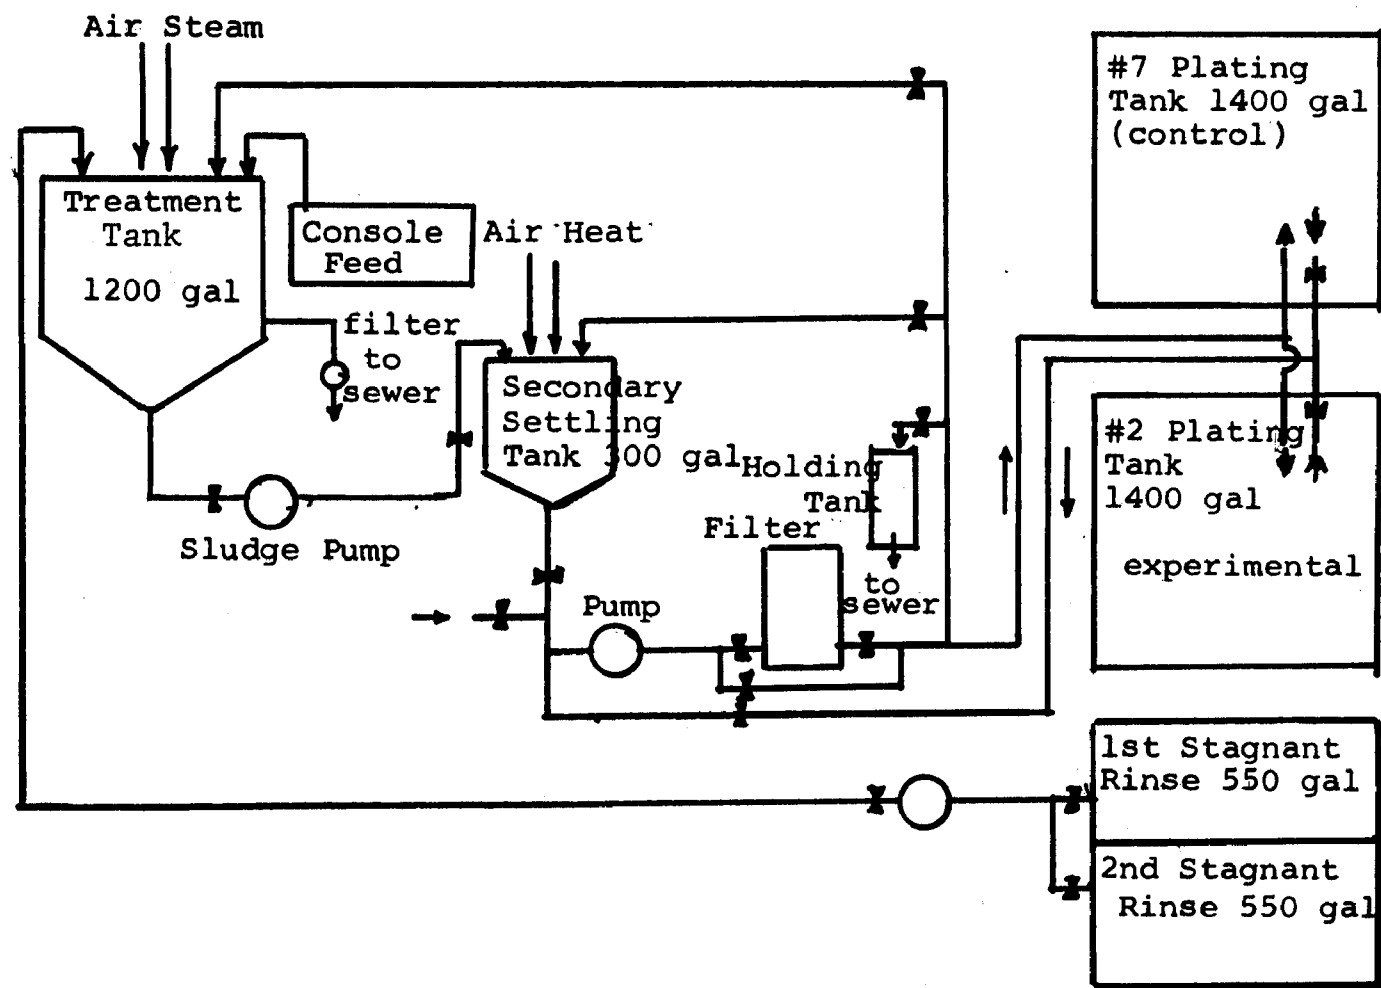 Air Steam
#7 Plating
Tank 1400 gal
(control)
Treatment
Tank
1200 gal
Console
Feed
Air Heat
filter
to
sewer
Secondary
Settling
Tank 300 gal
#2 Plating
Tank
1400 gal
experimental
Holding
Tank
Filter
Sludge Pump
to
sewer
Pump
1st Stagnant
Rinse 550 gal
2nd Stagnant
Rinse 550 gal